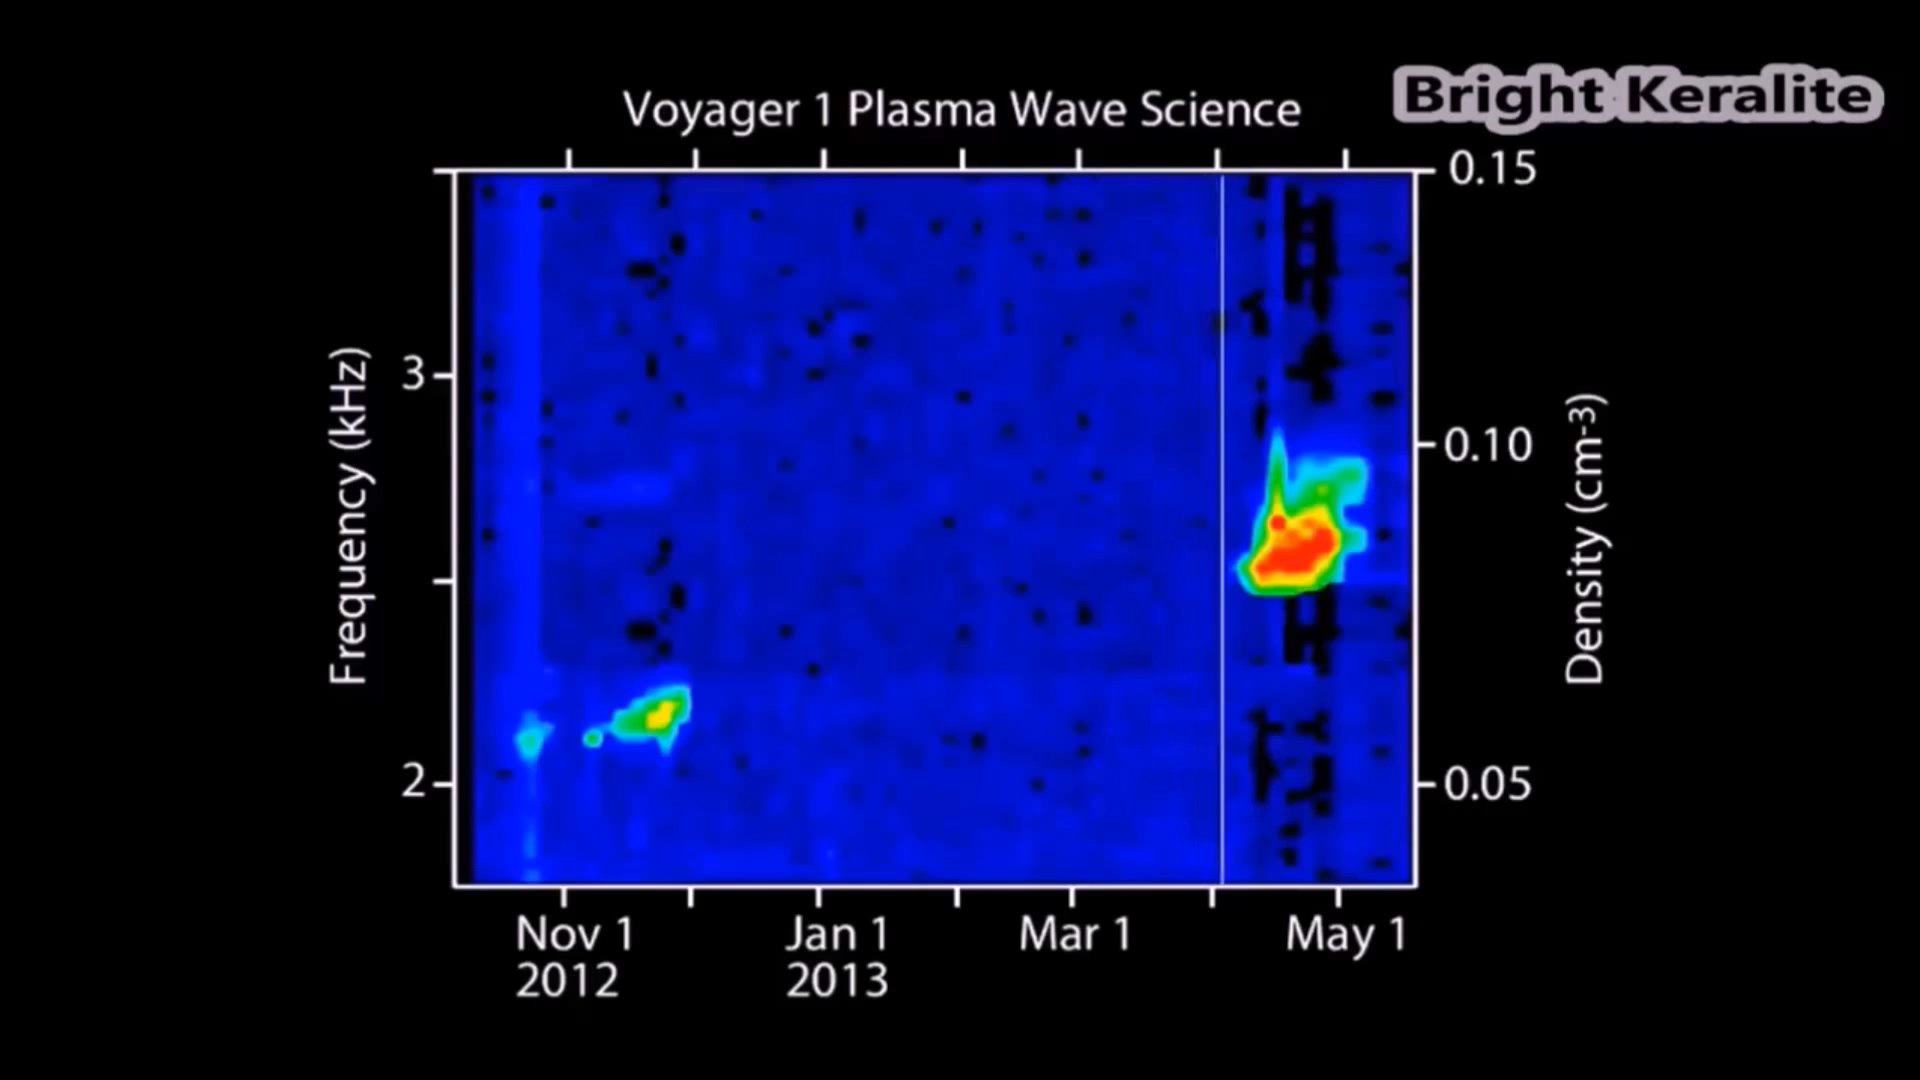 Bright Keralite
Voyager 1 Plasma Wave Science
0.15
3
0.10
2
0.05
Frequency (kHz)
Density (cm-3)
Nov 1
2012
Jan 1
2013
Mar 1
May 1